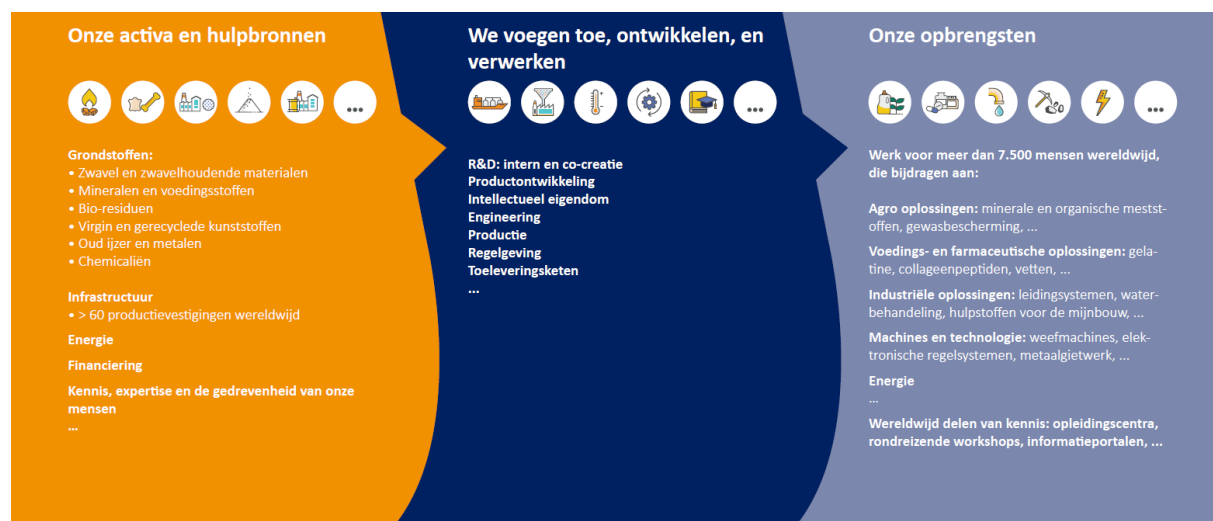 Onze activa en hulpbronnen
...
Grondstoffen:
• Zwavel en zwavelhoudende materialen
• Mineralen en voedingsstoffen
• Bio-residuen
• Virgin en gerecyclede kunststoffen
• Oud ijzer en metalen
• Chemicaliën
Infrastructuur
• > 60 productievestigingen wereldwijd
Energie
Financiering
Kennis, expertise en de gedrevenheid van onze
mensen
...
We voegen toe, ontwikkelen, en
verwerken
...
R&D: intern en co-creatie
Productontwikkeling
Intellectueel eigendom
Engineering
Productie
Regelgeving
Toeleveringsketen
...
Onze opbrengsten
...
Werk voor meer dan 7.500 mensen wereldwijd,
die bijdragen aan:
Agro oplossingen: minerale en organische meststs-
offen, gewasbescherming, ...
Voedings- en farmaceutische oplossingen: gela-
tine, collageenpeptiden, vetten, ...
Industriële oplossingen: leidingsystemen, water-
behandeling, hulpstoffen voor de mijnbouw, ...
Machines en technologie: weefmachines, elek-
tronische regelsystemen, metaalgietwerk, ...
Energie
...
Wereldwijd delen van kennis: opleidingscentra,
rondreizende workshops, informatieportalen, ...